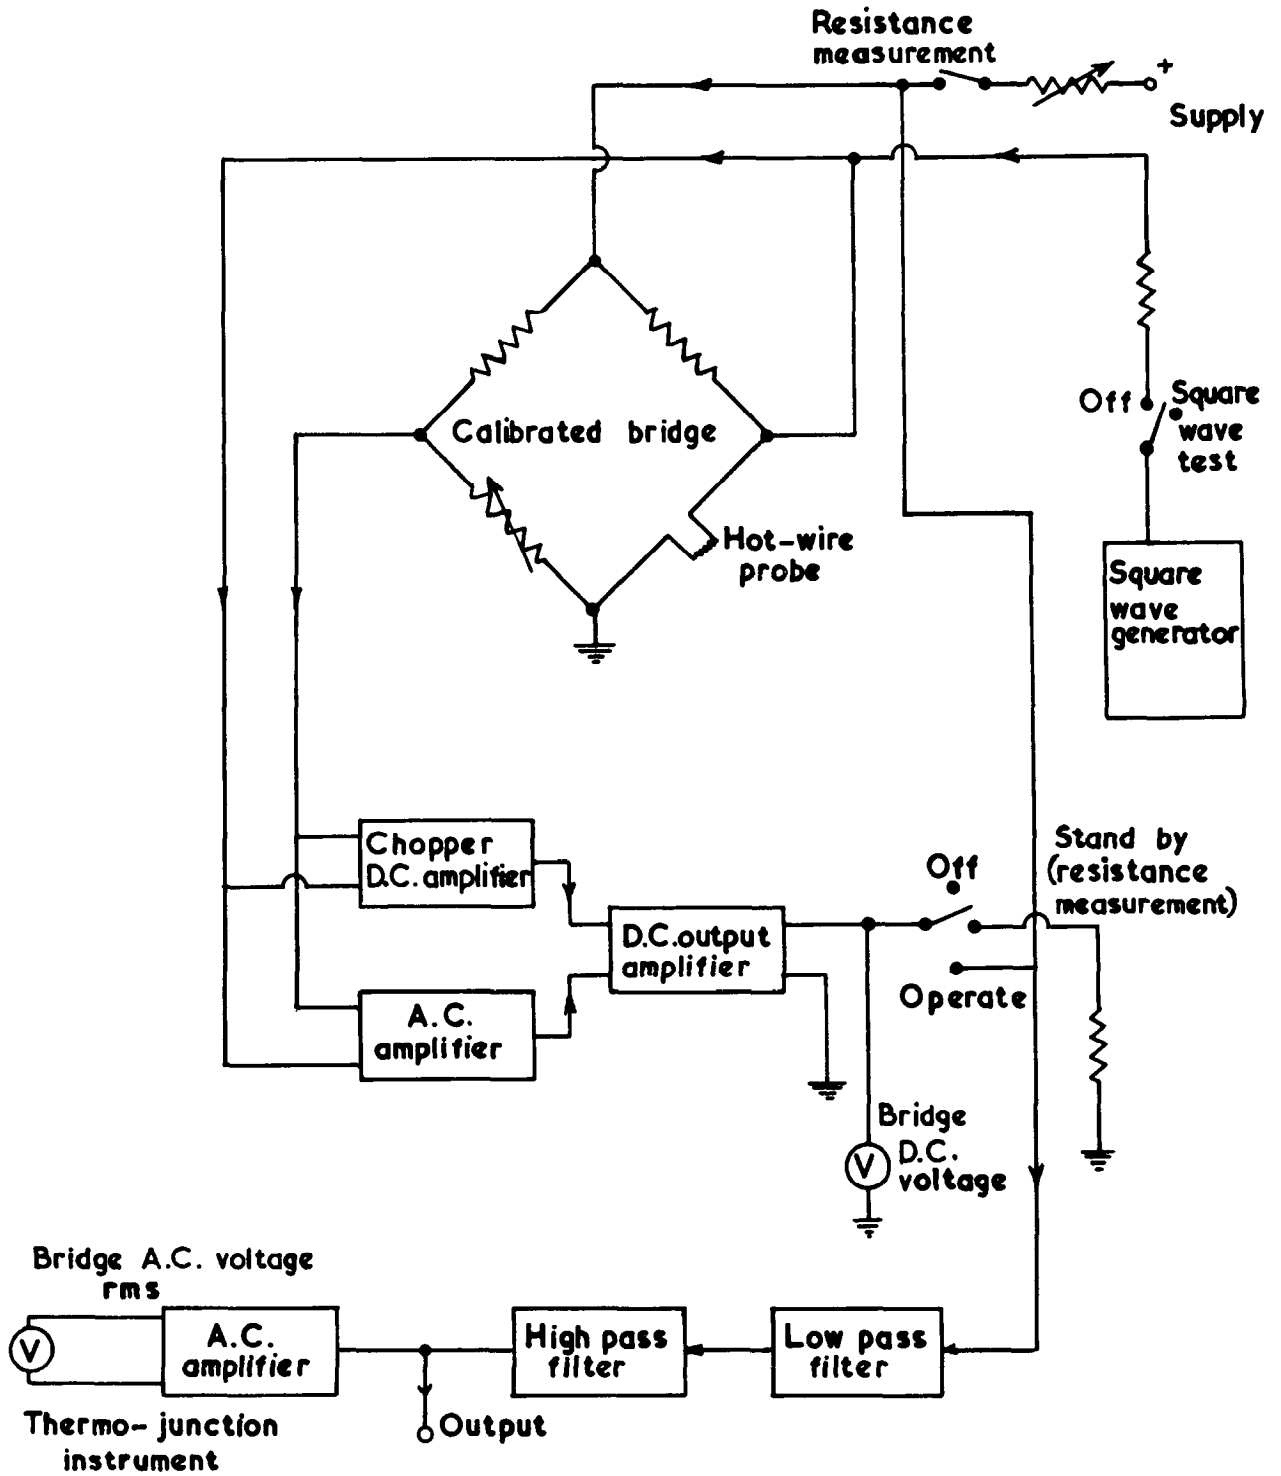 Resistance
measurement
+
Supply
Off
Square
wave
test
Calibrated bridge
Hot-wire
probe
Square
wave
generator
Chopper
D.C. amplifier
Stand by
(resistance
measurement)
Off
D.C. output
amplifier
Operate
A.C.
amplifier
Bridge
D.C.
voltage
V
Bridge A.C. voltage
rms
V
A.C.
amplifier
High pass
filter
Low pass
filter
Thermo-junction
instrument
Output